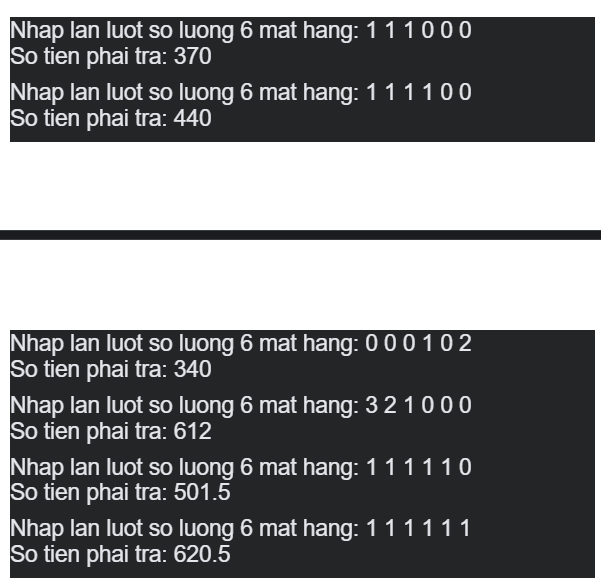 Nhap lan luot so luong 6 mat hang: 1 1 1 0 0 0
So tien phai tra: 370
Nhap lan luot so luong 6 mat hang: 1 1 1 1 0 0
So tien phai tra: 440
Nhap lan luot so luong 6 mat hang: 0 0 0 1 0 2
So tien phai tra: 340
Nhap lan luot so luong 6 mat hang: 3 2 1 0 0 0
So tien phai tra: 612
Nhap lan luot so luong 6 mat hang: 1 1 1 1 1 0
So tien phai tra: 501.5
Nhap lan luot so luong 6 mat hang: 1 1 1 1 1 1
So tien phai tra: 620.5